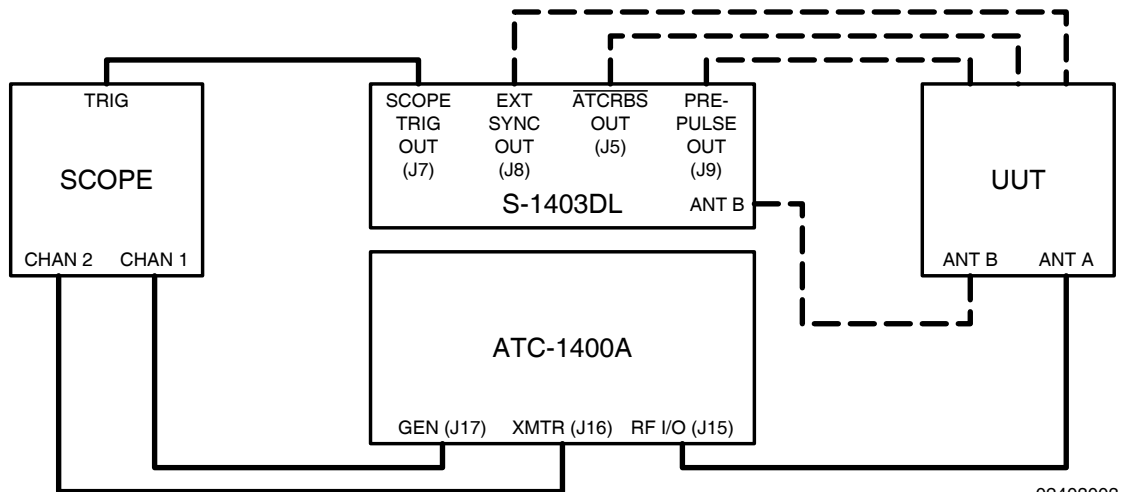 TRIG
SCOPE
CHAN 2
CHAN 1
SCOPE
TRIG
OUT
(J7)
EXT
SYNC
OUT
(J8)
ATCRBS
OUT
(J5)
PRE-
PULSE
OUT
(J9)
S-1403DL
ANT B
UUT
ANT B
ANT A
ATC-1400A
GEN (J17)
XMTR (J16)
RF I/O (J15)